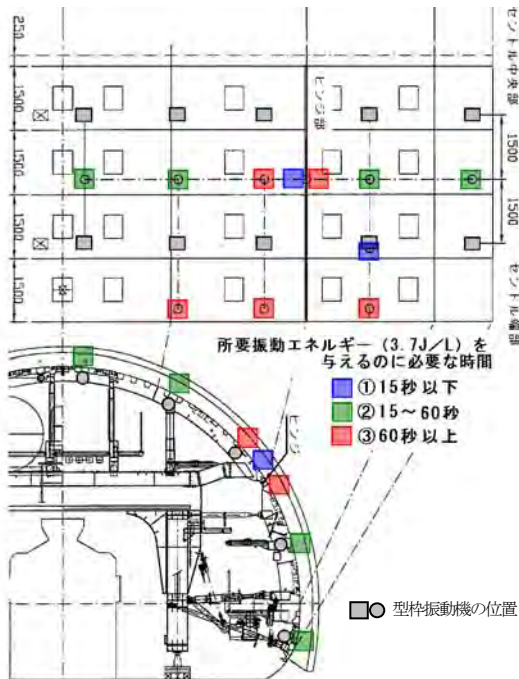 250
1500
1500
1500
1500
セントル中央部
1500
1500
セントル端部
ヒンジ部
所要振動エネルギー（3.7J／L）を
与えるのに必要な時間
①15秒以下
②15～60秒
③60秒以上
ヒンジ
型枠振動機の位置